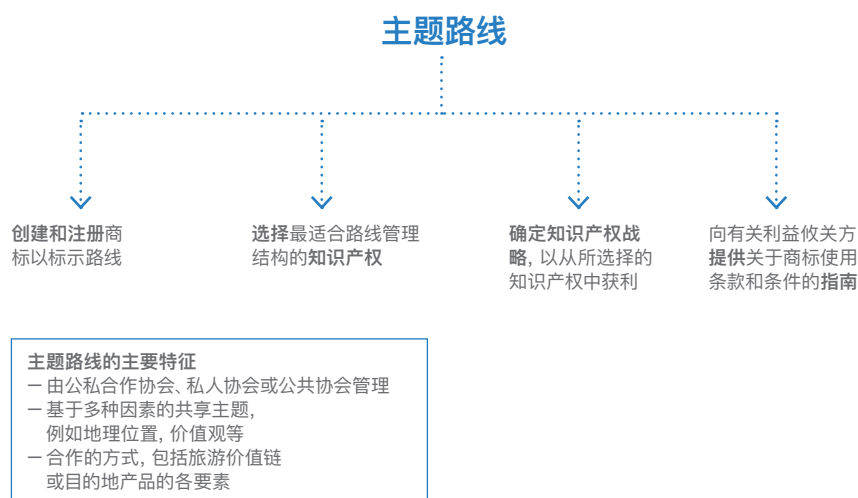 主题路线
创建和注册商
标以标示路线
选择最适合路线管理
结构的知识产权
确定知识产权战
略, 以从所选择的
知识产权中获利
向有关利益攸关方
提供关于商标使用
条款和条件的指南
主题路线的主要特征
— 由公私合作协会、私人协会或公共协会管理
— 基于多种因素的共享主题,
例如地理位置, 价值观等
— 合作的方式, 包括旅游价值链
或目的地产品的各要素